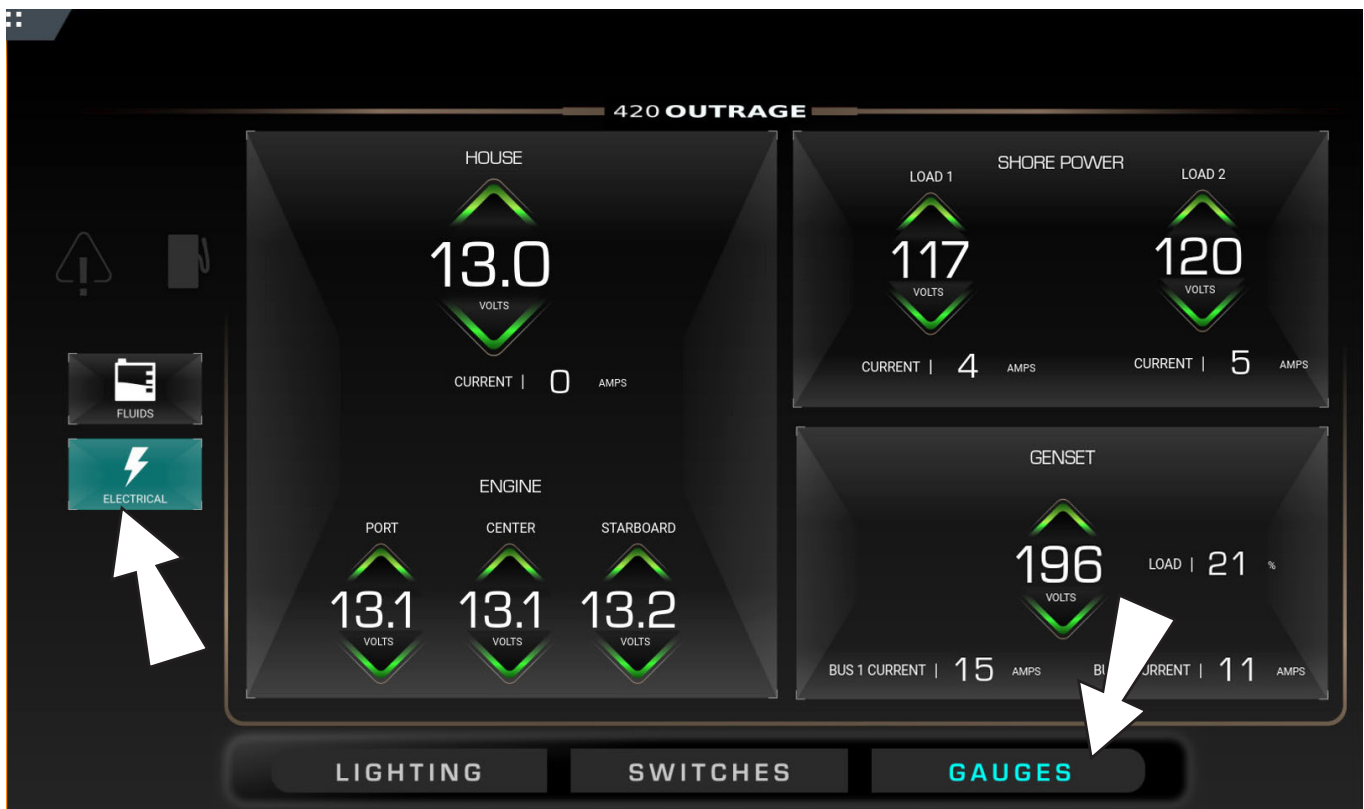 420 OUTRAGE
HOUSE
13.0
VOLTS
CURRENT | 0 AMPS
ENGINE
PORT CENTER STARBOARD
13.1 13.1 13.2
VOLTS VOLTS VOLTS
SHORE POWER
LOAD 1 LOAD 2
117 120
VOLTS VOLTS
CURRENT | 4 AMPS CURRENT | 5 AMPS
GENSET
196
VOLTS
LOAD | 21 %
BUS 1 CURRENT | 15 AMPS | 11 AMPS
FLUIDS
ELECTRICAL
LIGHTING SWITCHES GAUGES